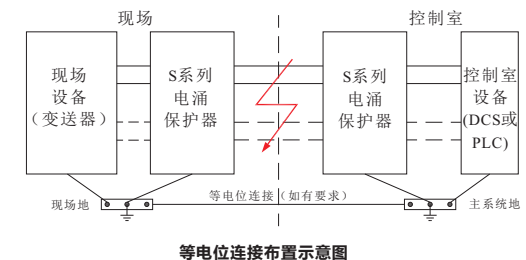 现场
控制室
现场
设备
（变送器）
S系列
电涌
保护器
S系列
电涌
保护器
控制室
设备
(DCS或
PLC)
等电位连接（如有要求）
现场地
主系统地
等电位连接布置示意图